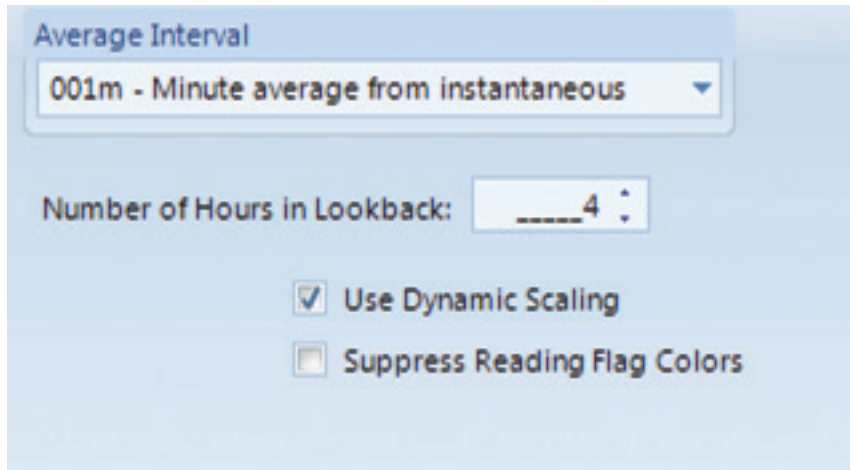 Average Interval
001m - Minute average from instantaneous
Number of Hours in Lookback: _____4
Use Dynamic Scaling
Suppress Reading Flag Colors